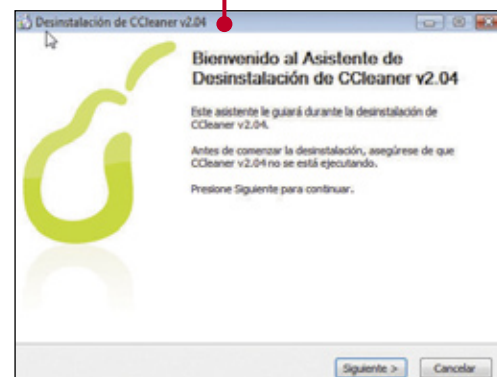 Desinstalación de CCleaner v2.04
Bienvenido al Asistente de
Desinstalación de CCleaner v2.04
Este asistente le guiará durante la desinstalación de
CCleaner v2.04.
Antes de comenzar la desinstalación, asegúrese de que
CCleaner v2.04 no se está ejecutando.
Presione Siguiente para continuar.
Siguiente >
Cancelar